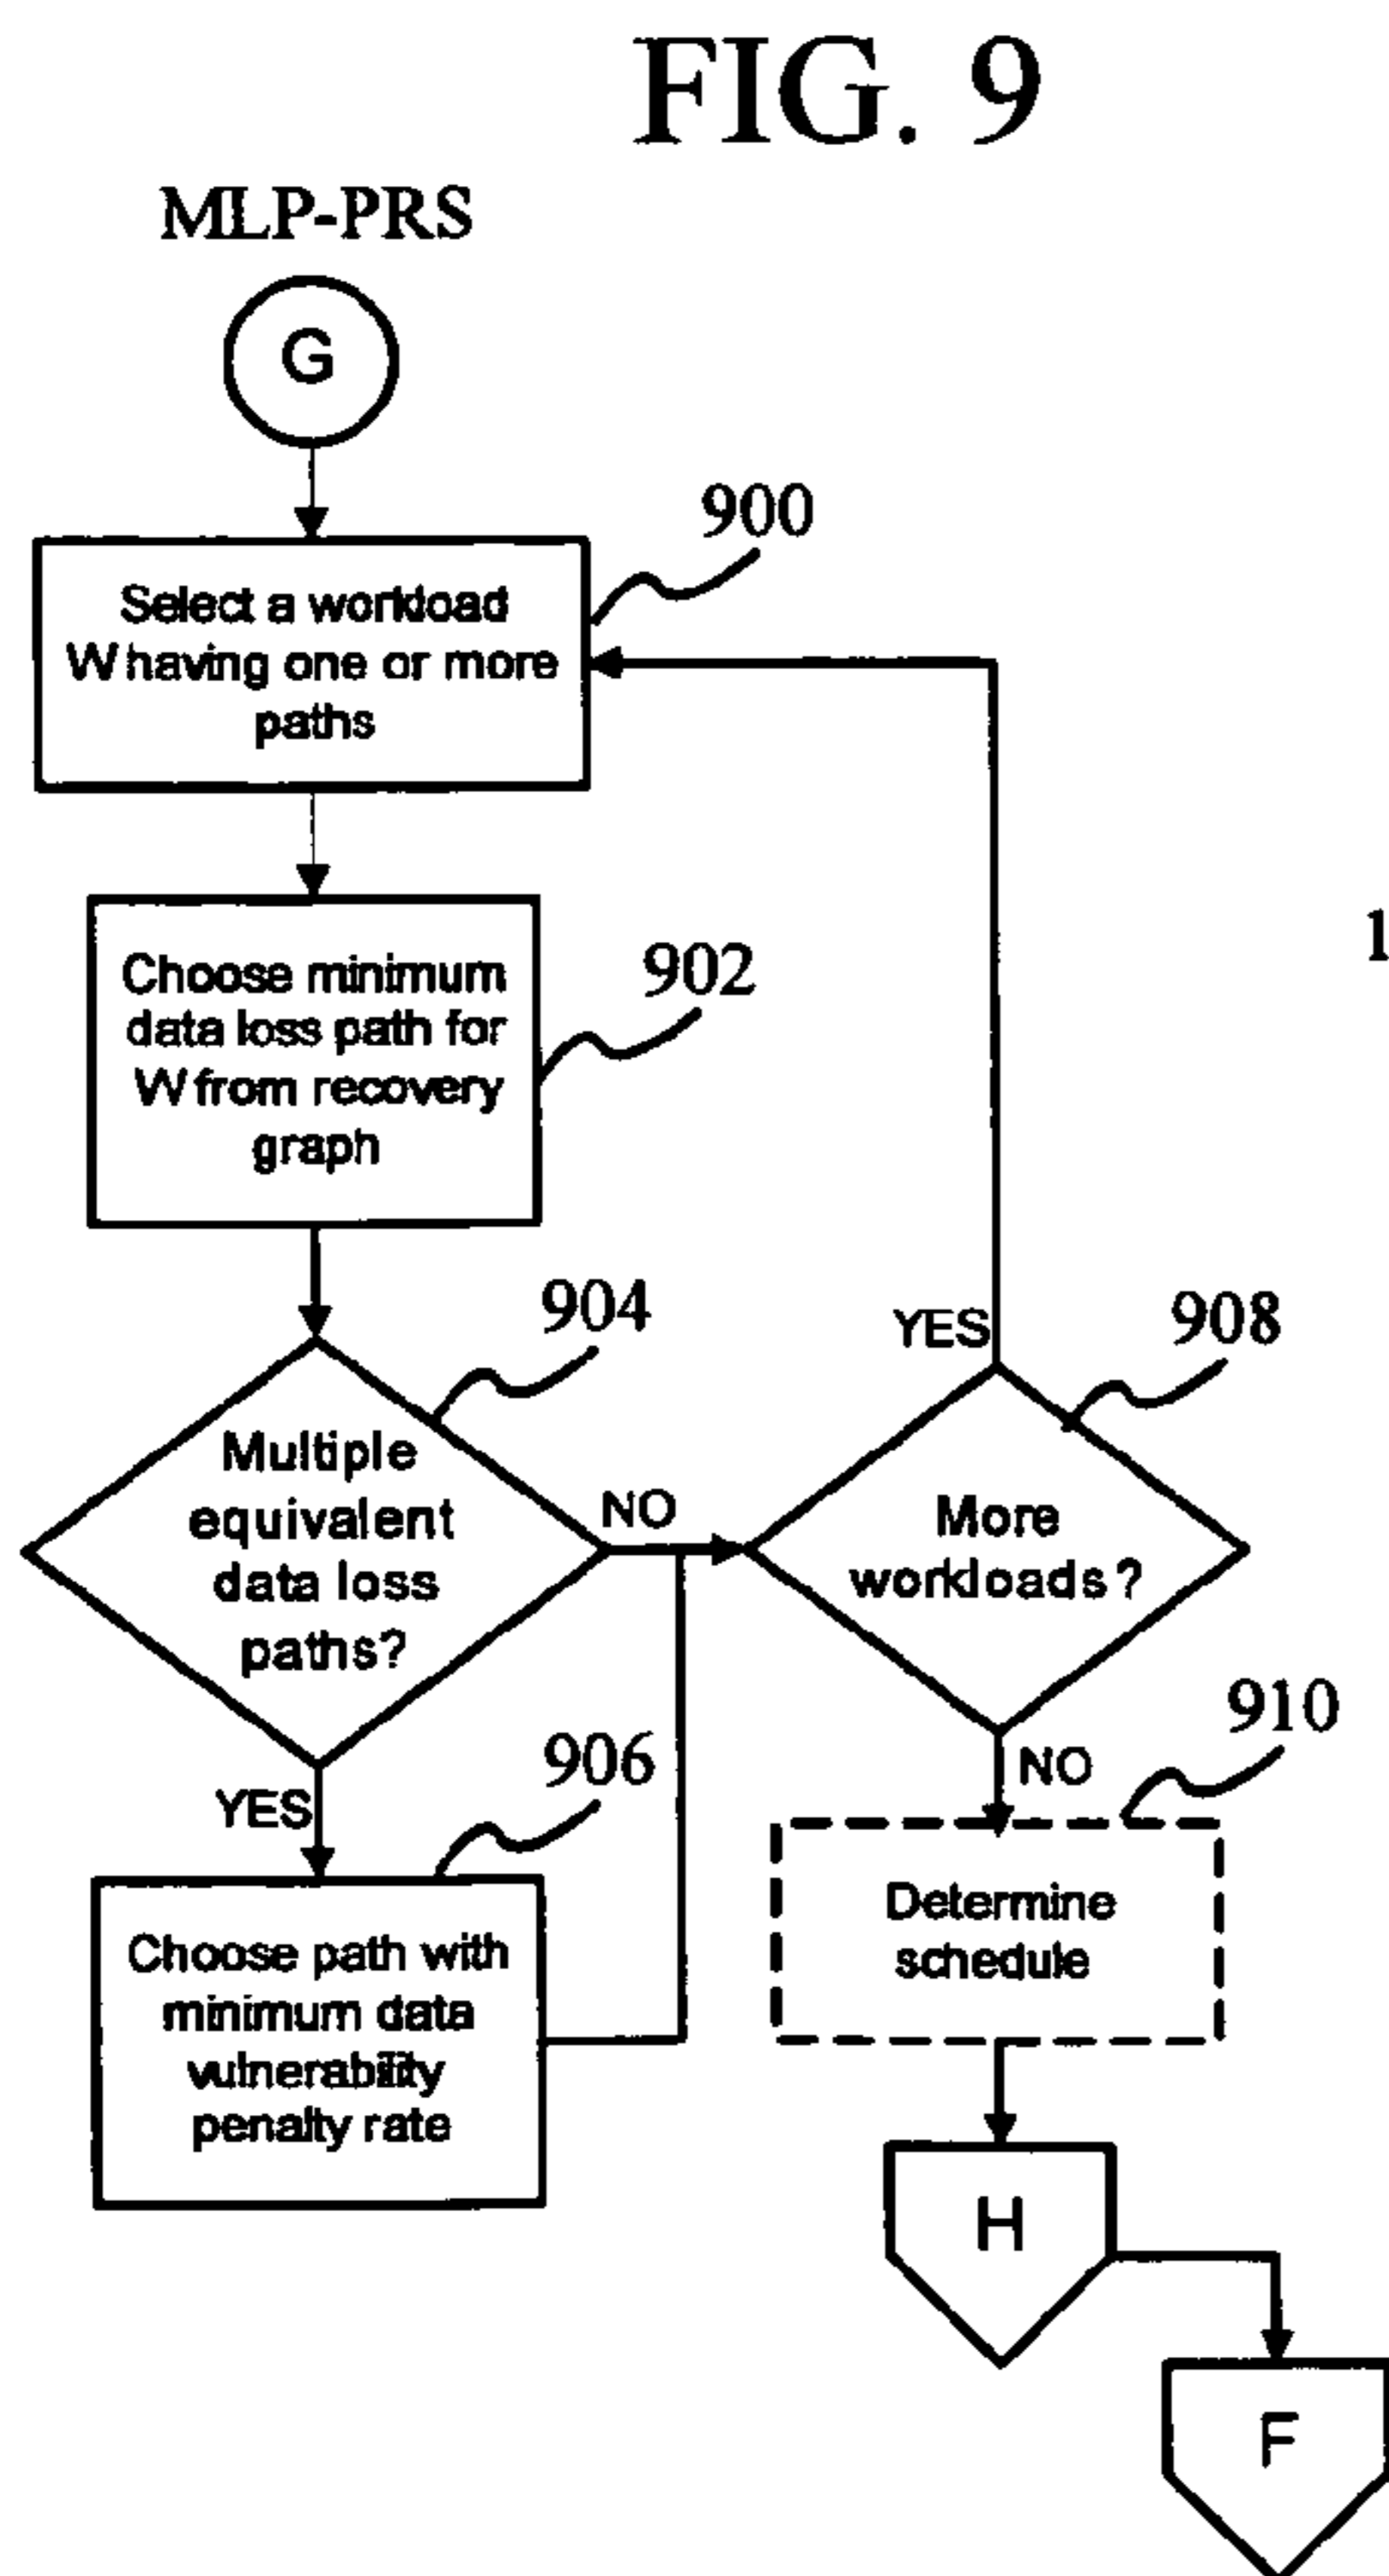 FIG. 9
MLP-PRS
G
900
Select a workload
W having one or more
paths
902
Choose minimum
data loss path for
W from recovery
graph
904
Multiple
equivalent
data loss
paths?
NO
YES
906
Choose path with
minimum data
vulnerability
penalty rate
908
YES
More
workloads?
NO
910
Determine
schedule
H
F
1